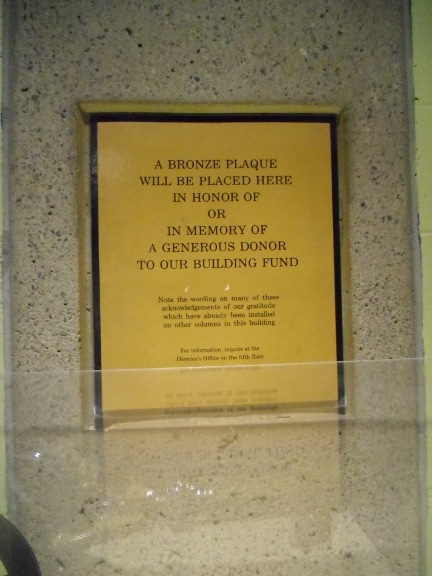 A BRONZE PLAQUE
WILL BE PLACED HERE
IN HONOR OF
OR
IN MEMORY OF
A GENEROUS DONOR
TO OUR BUILDING FUND
Note the wording on many of these
acknowledgements of our gratitude
which have already been installed
on other columns in this building
For information, inquire at the
Director's Office on the fifth floor